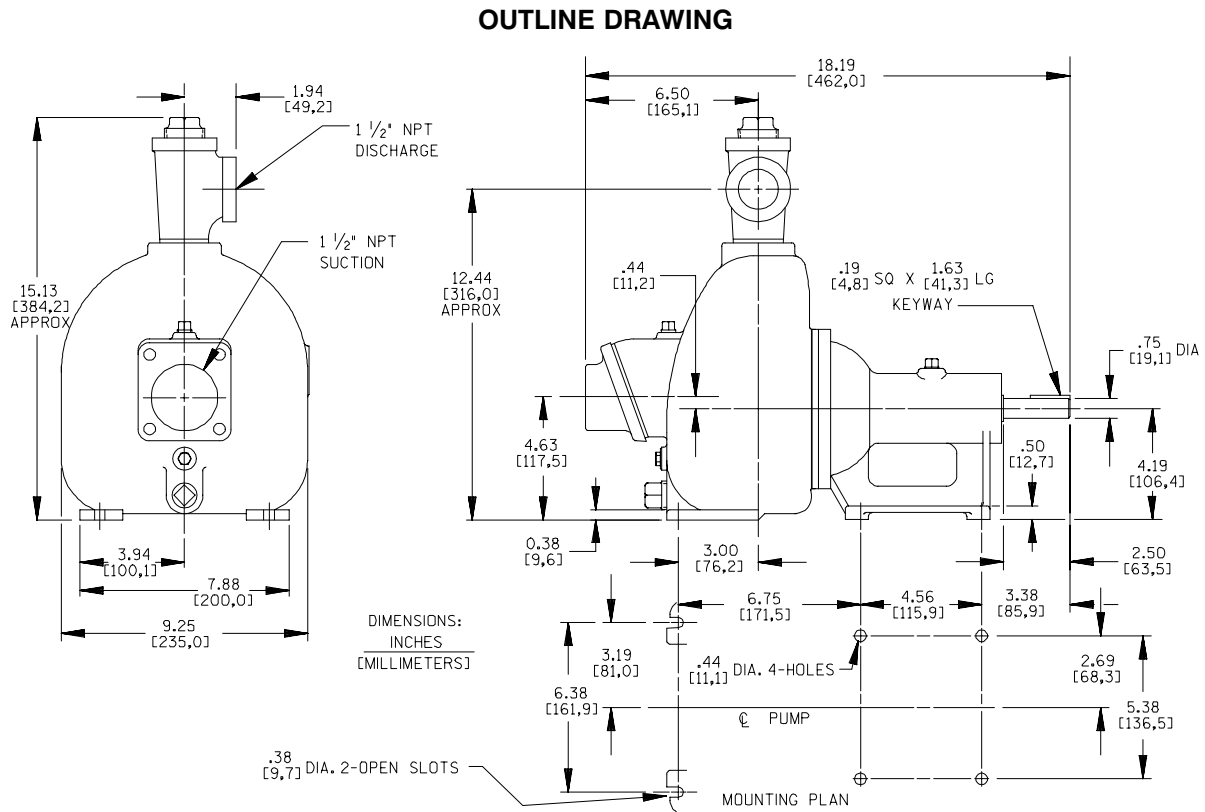 OUTLINE DRAWING
1.94
[49,2]
1 1/2" NPT
DISCHARGE
1 1/2" NPT
SUCTION
15.13
[384,2]
APPROX
3.94
[100,1]
7.88
[200,0]
9.25
[235,0]
18.19
[462,0]
6.50
[165,1]
12.44
[316,0]
APPROX
.44
[11,2]
.19 SQ X 1.63 LG
[4,8] [41,3]
KEYWAY
.75 DIA
[19,1]
4.63
[117,5]
.50
[12,7]
4.19
[106,4]
0.38
[9,6]
3.00
[76,2]
2.50
[63,5]
6.75
[171,5]
4.56
[115,9]
3.38
[85,9]
DIMENSIONS:
INCHES
[MILLIMETERS]
3.19
[81,0]
.44 DIA. 4-HOLES
[11,1]
2.69
[68,3]
6.38
[161,9]
℄ PUMP
5.38
[136,5]
.38 DIA. 2-OPEN SLOTS
[9,7]
MOUNTING PLAN